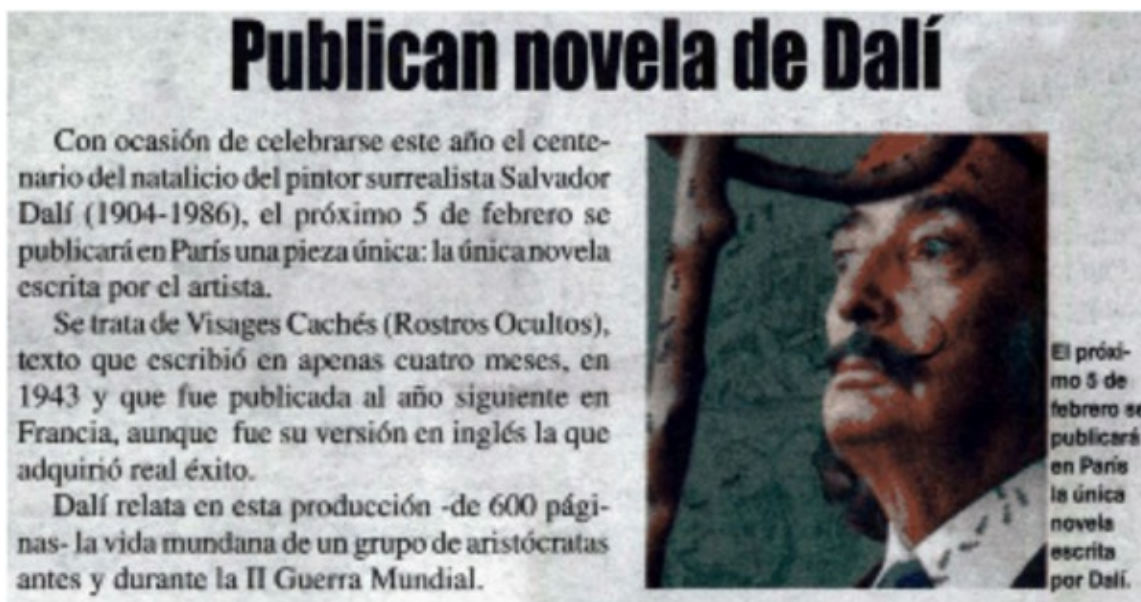 Publican novela de Dalí
Con ocasión de celebrarse este año el cente-
nario del natalicio del pintor surrealista Salvador
Dalí (1904-1986), el próximo 5 de febrero se
publicará en París una pieza única: la única novela
escrita por el artista.
Se trata de Visages Cachés (Rostros Ocultos),
texto que escribió en apenas cuatro meses, en
1943 y que fue publicada al año siguiente en
Francia, aunque fue su versión en inglés la que
adquirió real éxito.
Dalí relata en esta producción -de 600 pági-
nas- la vida mundana de un grupo de aristócratas
antes y durante la II Guerra Mundial.
El próxi-
mo 5 de
febrero se
publicará
en París
la única
novela
escrita
por Dalí.